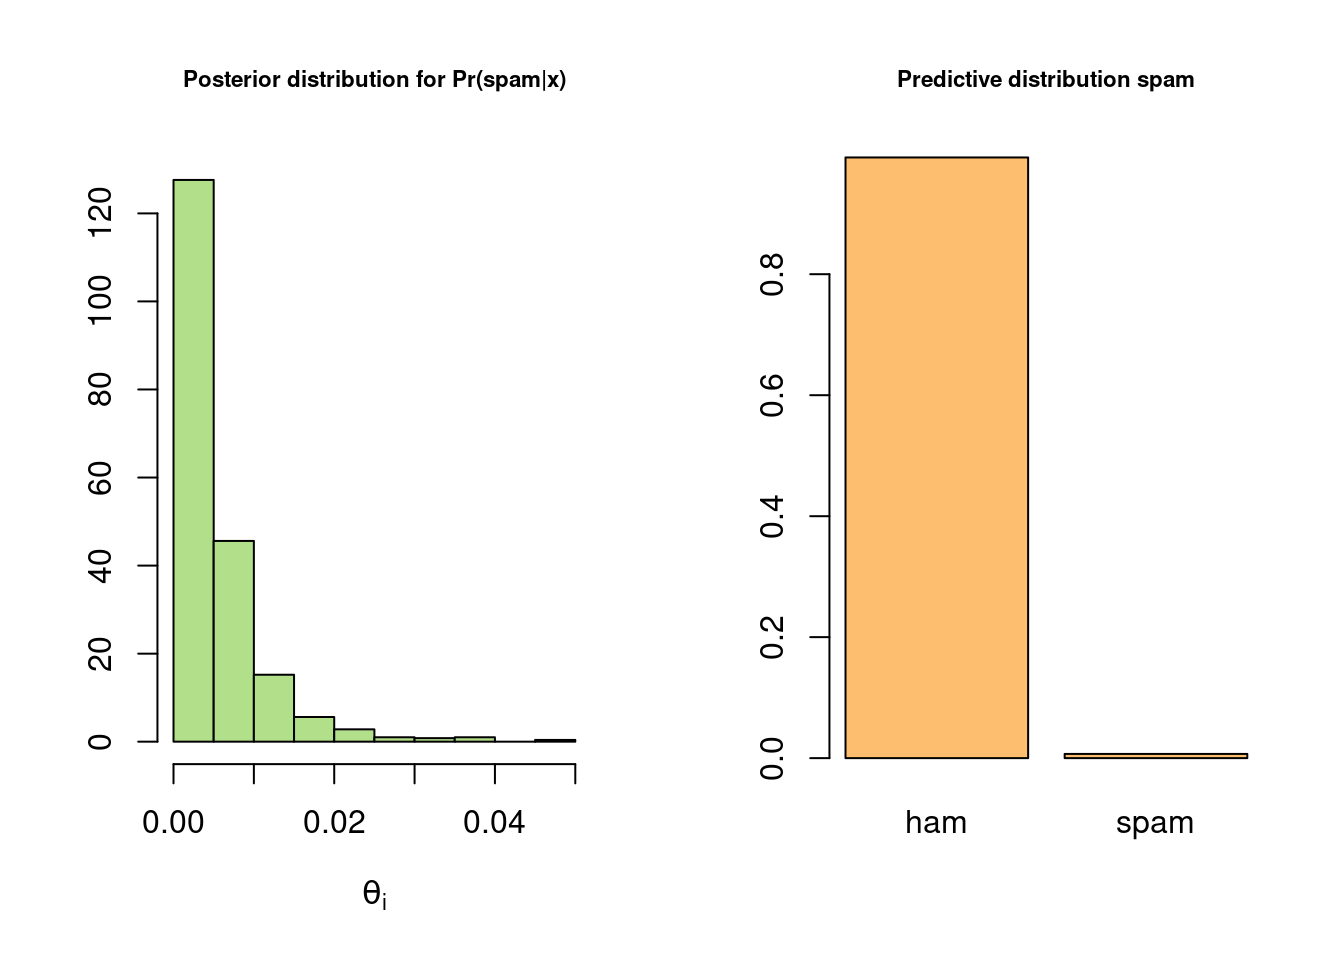 Posterior distribution for Pr(spam|x)
120
100
80
60
40
20
0
0.00 0.02 0.04
θi
Predictive distribution spam
0.8
0.6
0.4
0.2
0.0
ham spam